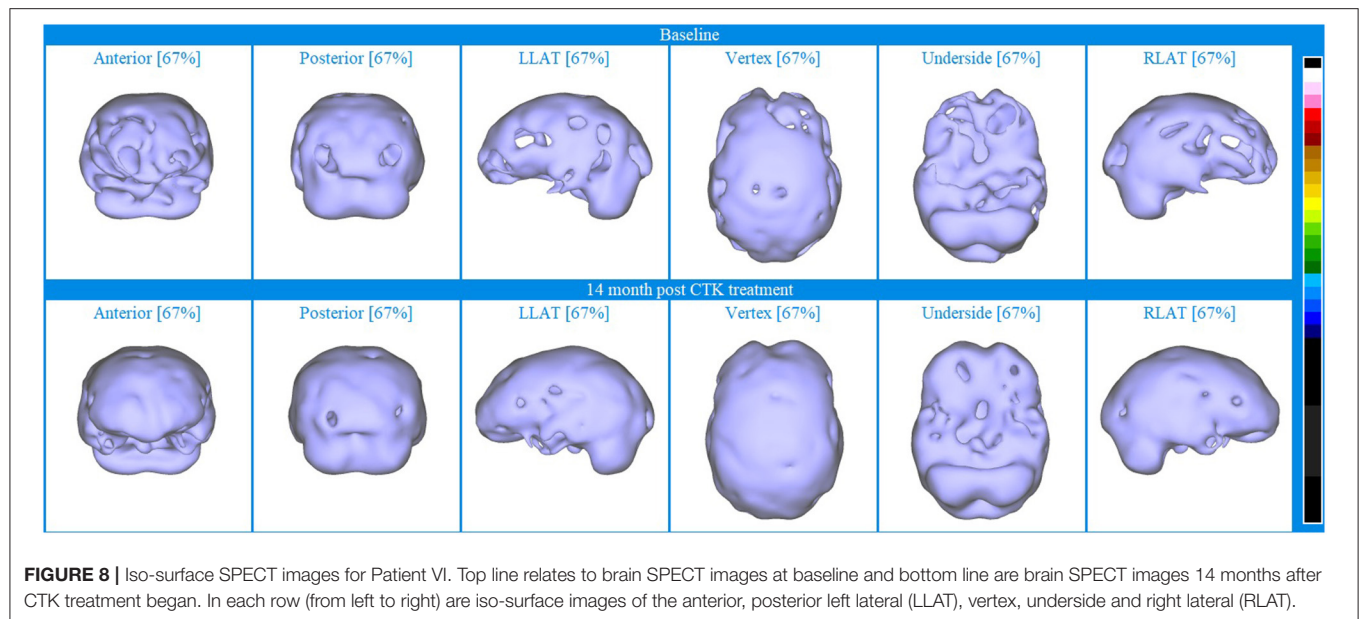 Baseline
Anterior [67%] Posterior [67%] LLAT [67%] Vertex [67%] Underside [67%] RLAT [67%]
14 month post CTK treatment
Anterior [67%] Posterior [67%] LLAT [67%] Vertex [67%] Underside [67%] RLAT [67%]
FIGURE 8 | Iso-surface SPECT images for Patient VI. Top line relates to brain SPECT images at baseline and bottom line are brain SPECT images 14 months after
CTK treatment began. In each row (from left to right) are iso-surface images of the anterior, posterior left lateral (LLAT), vertex, underside and right lateral (RLAT).